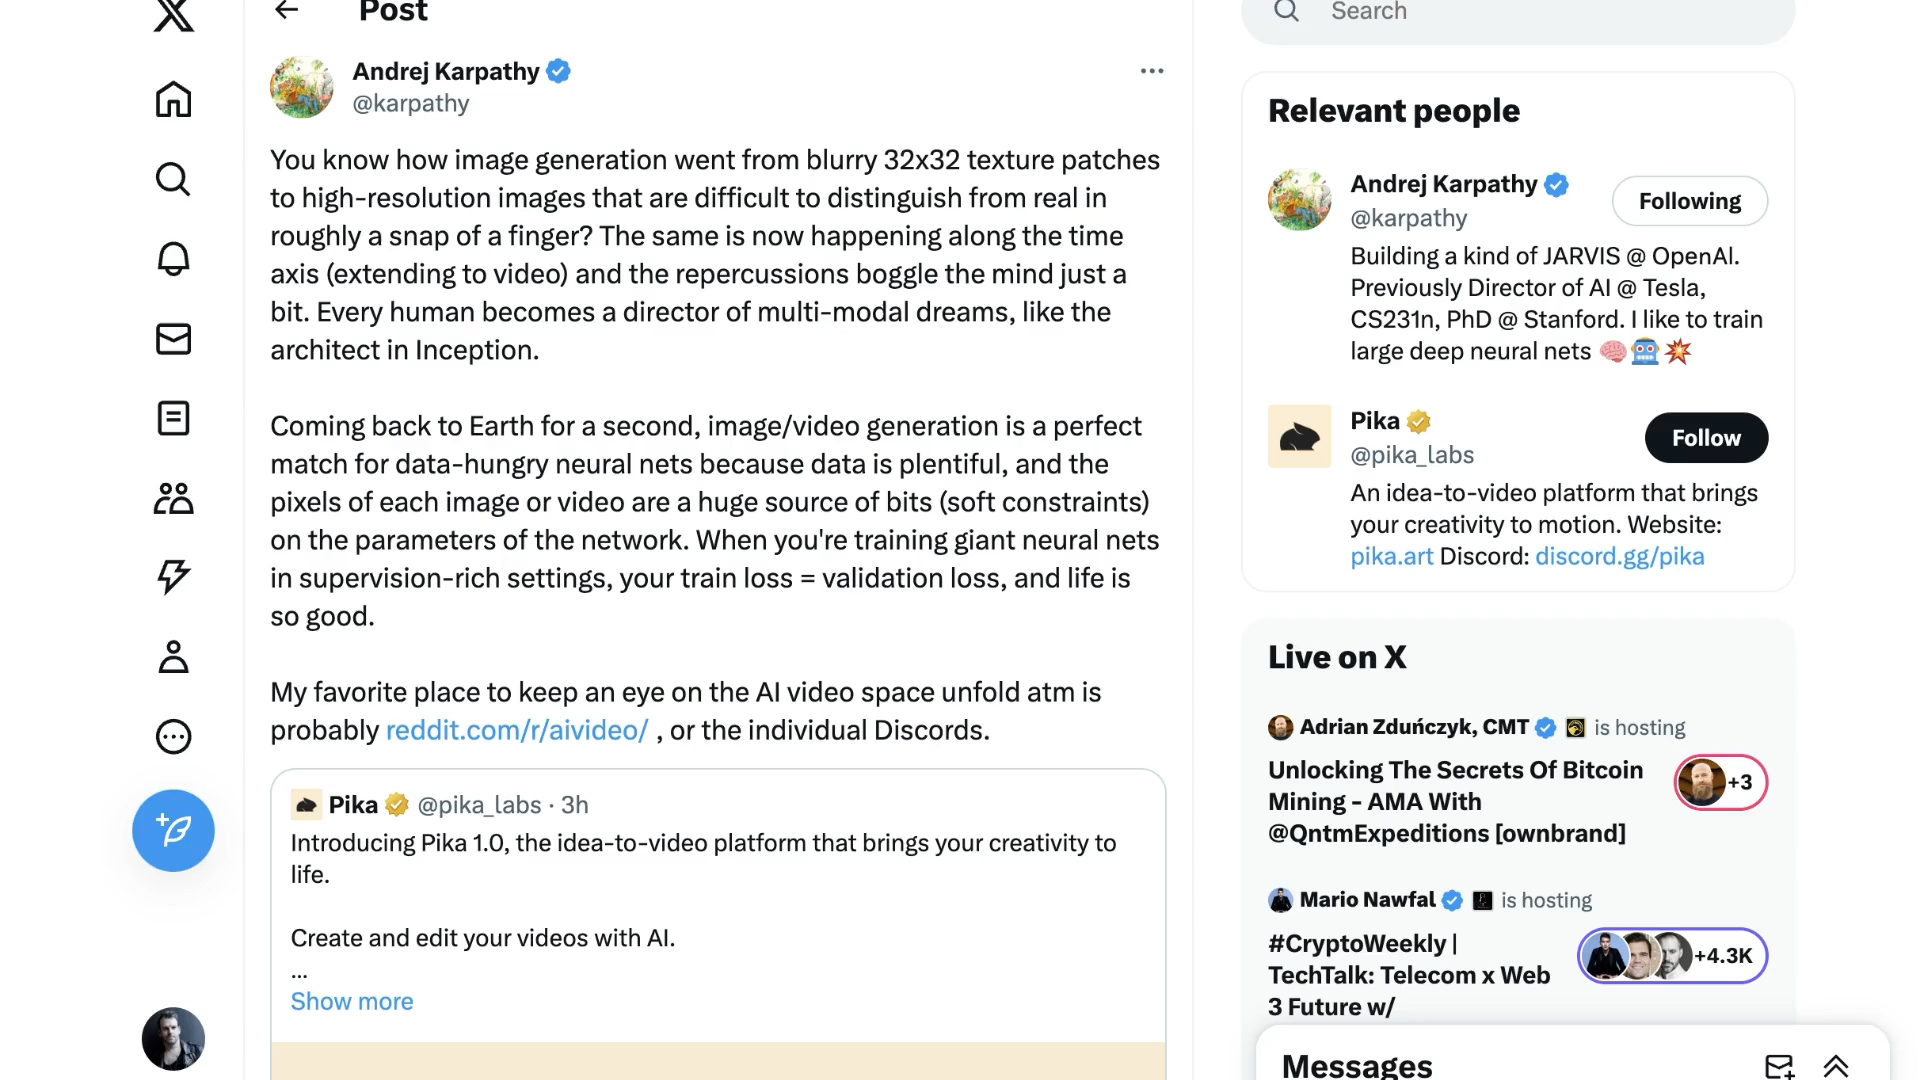 Post
Andrej Karpathy
@karpathy
You know how image generation went from blurry 32x32 texture patches
to high-resolution images that are difficult to distinguish from real in
roughly a snap of a finger? The same is now happening along the time
axis (extending to video) and the repercussions boggle the mind just a
bit. Every human becomes a director of multi-modal dreams, like the
architect in Inception.
Coming back to Earth for a second, image/video generation is a perfect
match for data-hungry neural nets because data is plentiful, and the
pixels of each image or video are a huge source of bits (soft constraints)
on the parameters of the network. When you're training giant neural nets
in supervision-rich settings, your train loss = validation loss, and life is
so good.
My favorite place to keep an eye on the AI video space unfold atm is
probably reddit.com/r/aivideo/ , or the individual Discords.
Pika @pika_labs · 3h
Introducing Pika 1.0, the idea-to-video platform that brings your creativity to
life.
Create and edit your videos with AI.
...
Show more
Search
Relevant people
Andrej Karpathy
@karpathy
Following
Building a kind of JARVIS @ OpenAI.
Previously Director of AI @ Tesla,
CS231n, PhD @ Stanford. I like to train
large deep neural nets 🧠🤖💥
Pika
@pika_labs
Follow
An idea-to-video platform that brings
your creativity to motion. Website:
pika.art Discord: discord.gg/pika
Live on X
Adrian Zduńczyk, CMT is hosting
Unlocking The Secrets Of Bitcoin
Mining - AMA With
@QntmExpeditions [ownbrand]
+3
Mario Nawfal is hosting
#CryptoWeekly |
TechTalk: Telecom x Web
3 Future w/
+4.3K
Messages